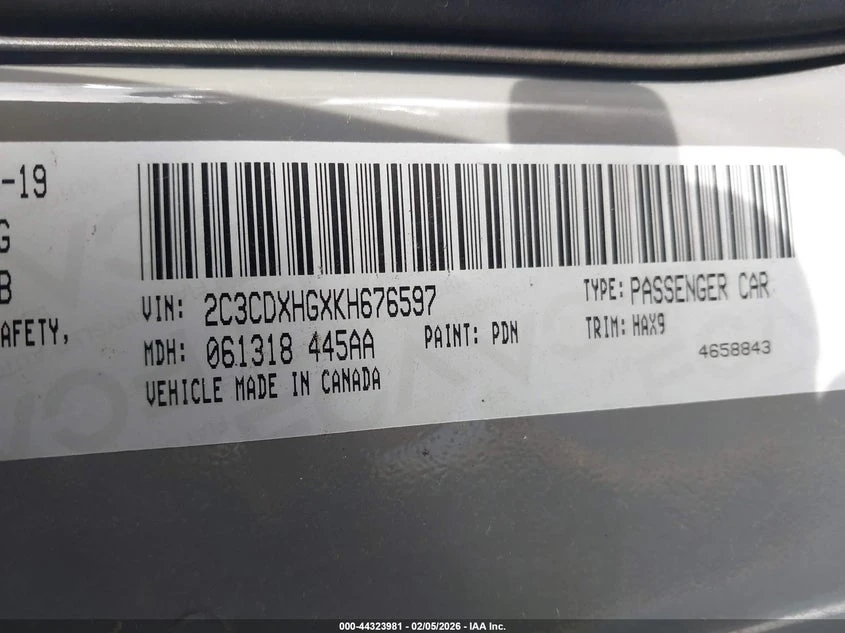 -19
G
B
AFETY,
VIN: 2C3CDXHGXKH676597
TYPE: PASSENGER CAR
MDH: 061318 445AA
PAINT: PDN
TRIM: HAX9
4658843
VEHICLE MADE IN CANADA
000-44323981 - 02/05/2026 - IAA Inc.